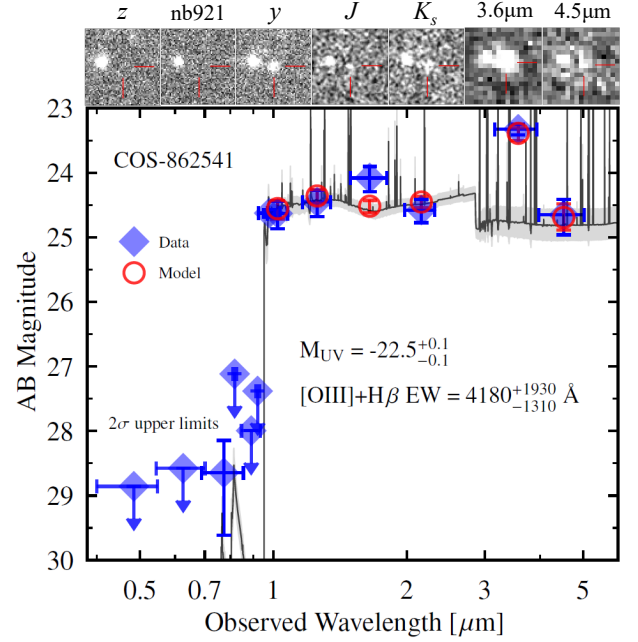 z nb921 y J Kₛ 3.6μm 4.5μm
23
COS-862541
24
25
Data
Model
26
27
M_UV = -22.5^{+0.1}_{-0.1}
[OIII]+Hβ EW = 4180^{+1930}_{-1310} Å
2σ upper limits
28
29
30
AB Magnitude
0.5 0.7 1 2 3 4 5
Observed Wavelength [μm]